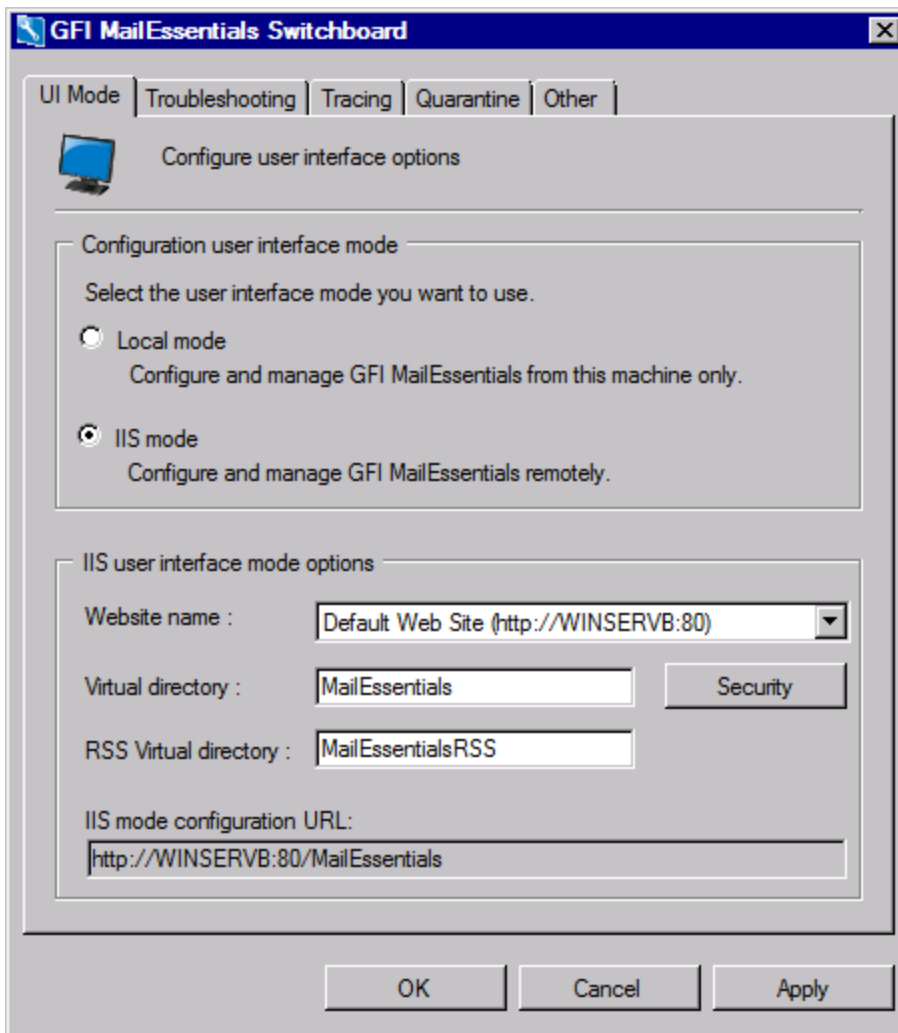 GFI MailEssentials Switchboard
UI Mode Troubleshooting Tracing Quarantine Other
Configure user interface options
Configuration user interface mode
Select the user interface mode you want to use.
Local mode
Configure and manage GFI MailEssentials from this machine only.
IIS mode
Configure and manage GFI MailEssentials remotely.
IIS user interface mode options
Website name : Default Web Site (http://WINSERVB:80)
Virtual directory : MailEssentials Security
RSS Virtual directory : MailEssentialsRSS
IIS mode configuration URL:
http://WINSERVB:80/MailEssentials
OK Cancel Apply